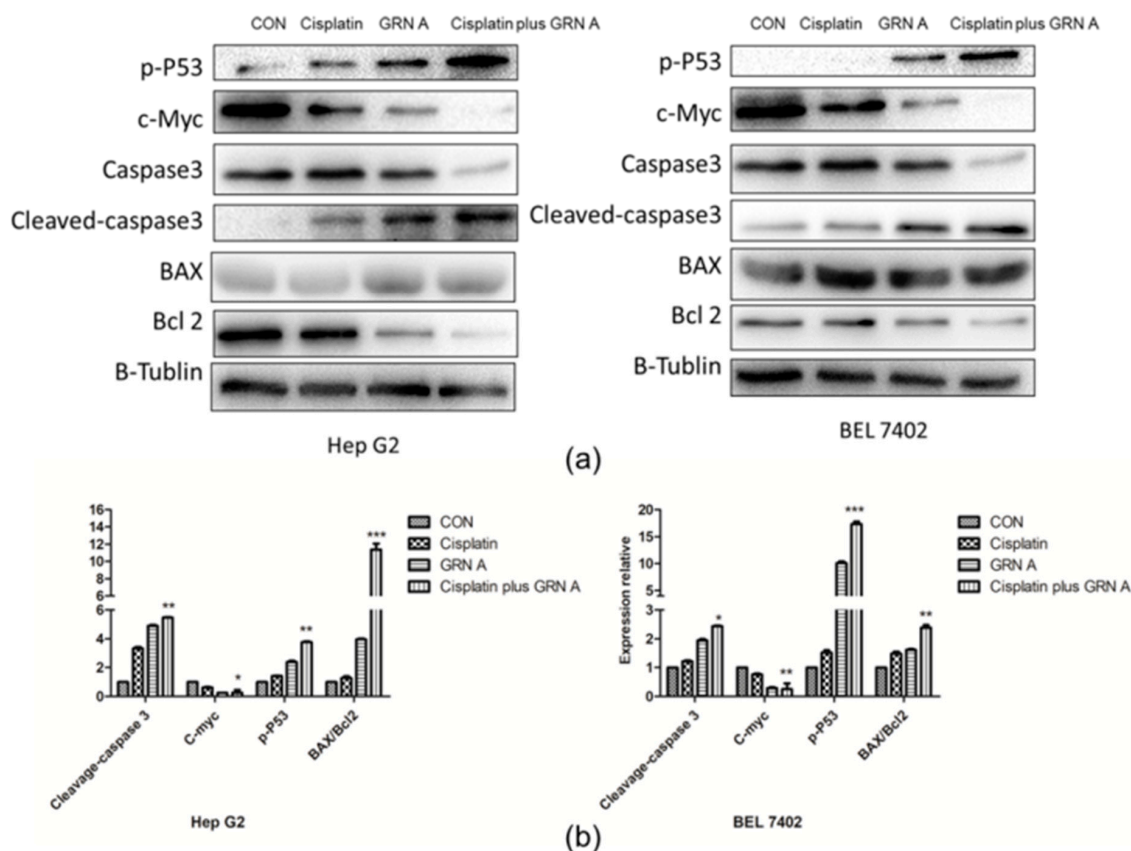 CON Cisplatin GRN A Cisplatin plus GRN A
p-P53
c-Myc
Caspase3
Cleaved-caspase3
BAX
Bcl 2
B-Tublin
Hep G2
CON Cisplatin GRN A Cisplatin plus GRN A
p-P53
c-Myc
Caspase3
Cleaved-caspase3
BAX
Bcl 2
B-Tublin
BEL 7402
(a)
16
14
12
10
8
6
4
2
0
** * ** ***
Cleavage-caspase 3
C-myc
p-P53
BAX/Bcl2
CON
Cisplatin
GRN A
Cisplatin plus GRN A
Hep G2
Expression relative
20
15
10
3
2
1
0
* ** *** **
Cleavage-caspase 3
C-myc
p-P53
BAX/Bcl2
CON
Cisplatin
GRN A
Cisplatin plus GRN A
BEL 7402
(b)